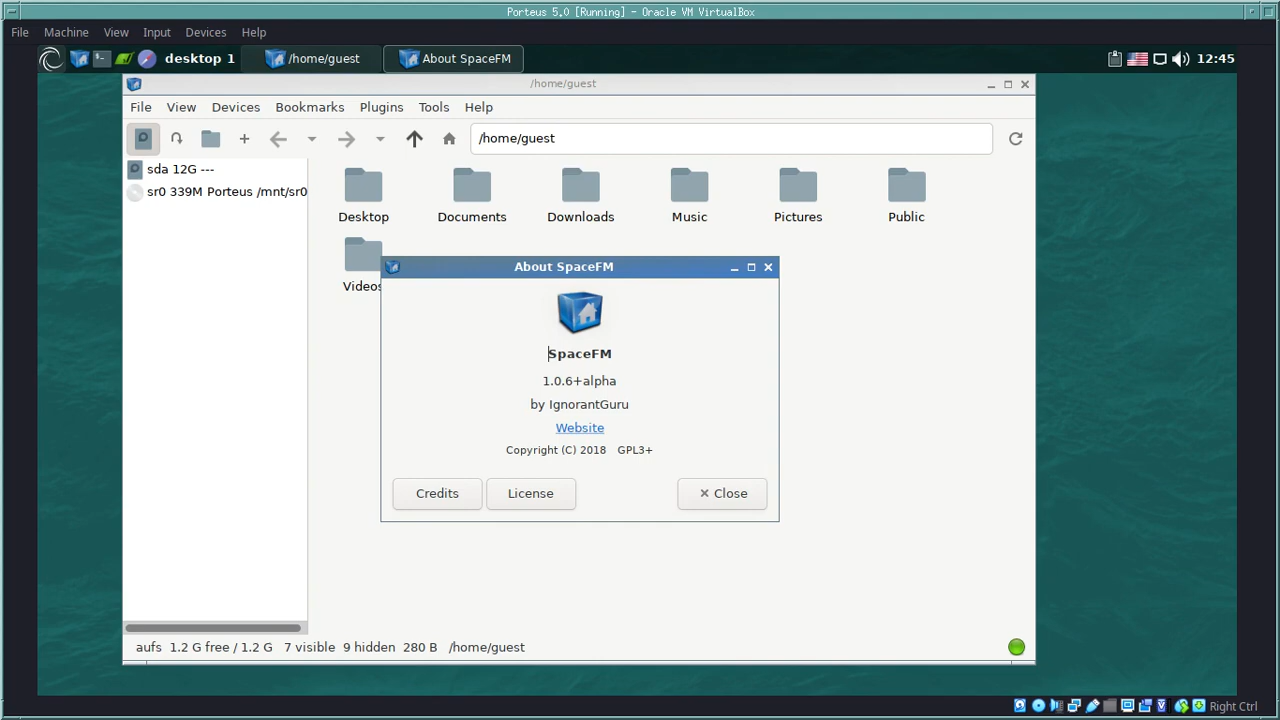 Porteus 5.0 [Running] - Oracle VM VirtualBox
File Machine View Input Devices Help
desktop 1 /home/guest About SpaceFM 12:45
/home/guest
File View Devices Bookmarks Plugins Tools Help
/home/guest
sda 12G ---
sr0 339M Porteus /mnt/sr0
Desktop Documents Downloads Music Pictures Public
Videos
About SpaceFM
SpaceFM
1.0.6+alpha
by IgnorantGuru
Website
Copyright (C) 2018 GPL3+
Credits License Close
aufs 1.2 G free / 1.2 G 7 visible 9 hidden 280 B /home/guest
Right Ctrl